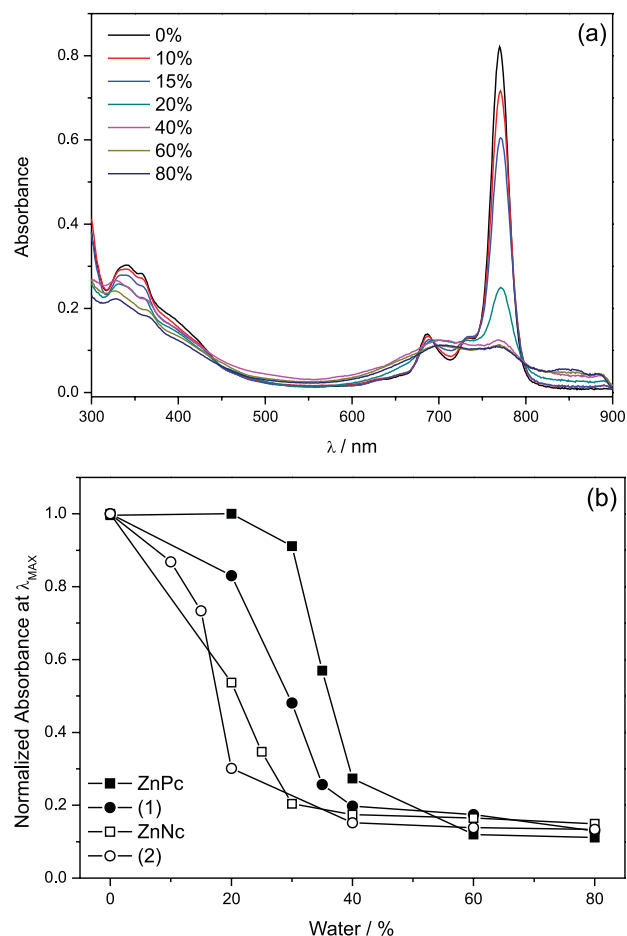 (a)
0%
10%
15%
20%
40%
60%
80%
Absorbance
0.8
0.6
0.4
0.2
0.0
300 400 500 600 700 800 900
λ / nm
(b)
Normalized Absorbance at λMAX
1.0
0.8
0.6
0.4
0.2
0.0
ZnPc
(1)
ZnNc
(2)
0 20 40 60 80
Water / %